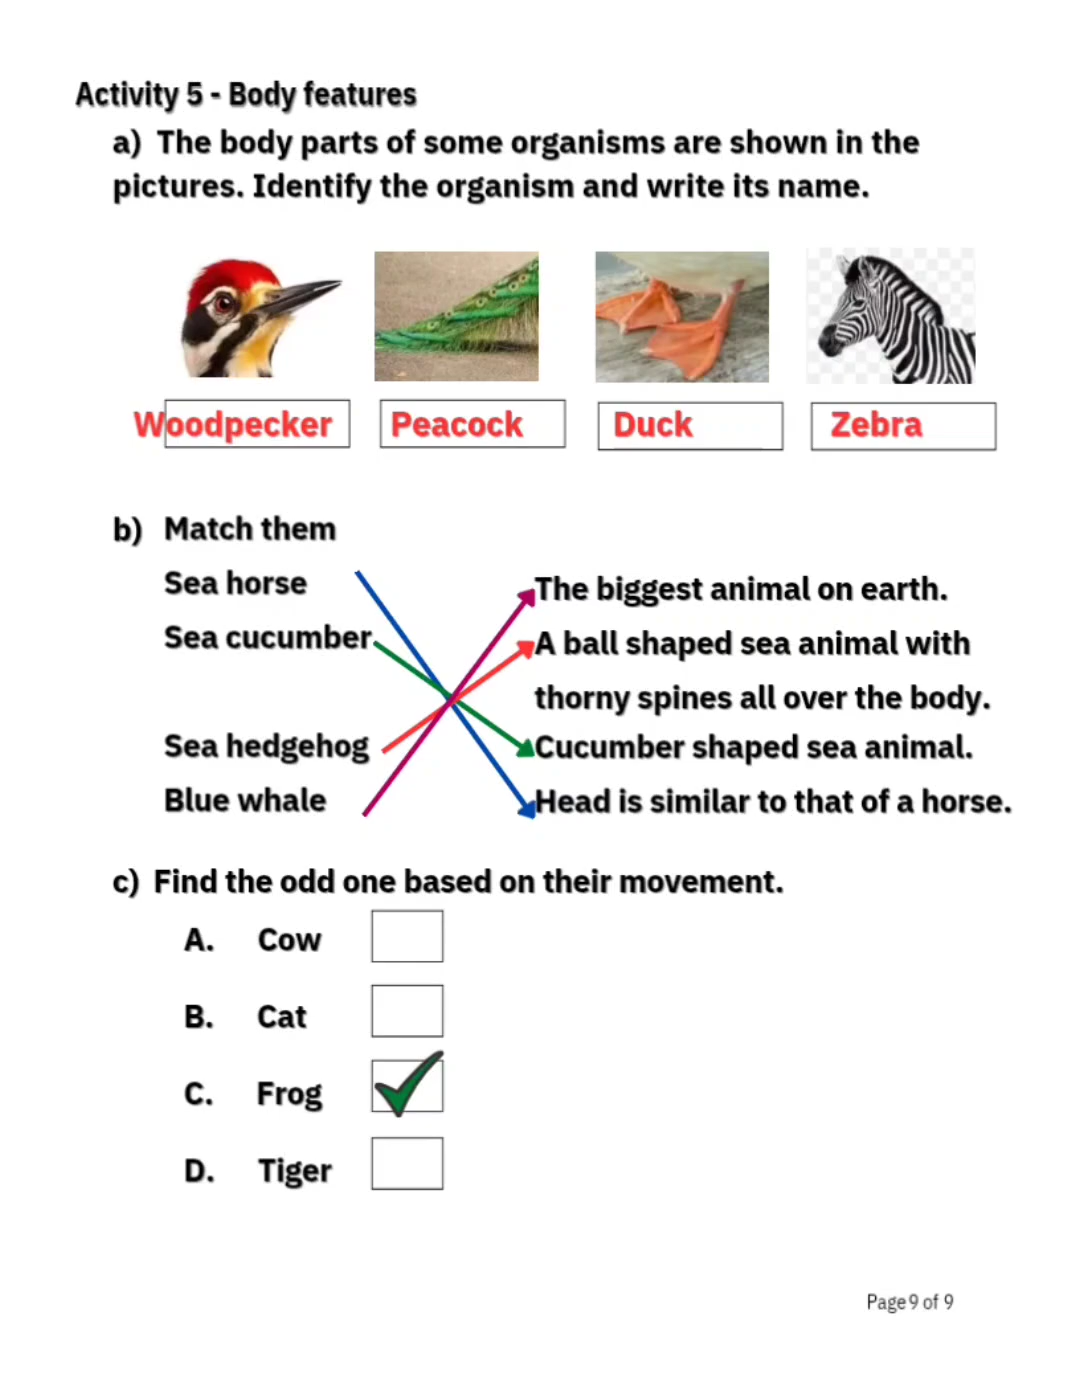 Activity 5 - Body features
a) The body parts of some organisms are shown in the
pictures. Identify the organism and write its name.
Woodpecker Peacock Duck Zebra
b) Match them
Sea horse
The biggest animal on earth.
Sea cucumber
A ball shaped sea animal with
thorny spines all over the body.
Sea hedgehog
Cucumber shaped sea animal.
Blue whale
Head is similar to that of a horse.
c) Find the odd one based on their movement.
A. Cow
B. Cat
C. Frog
D. Tiger
Page 9 of 9